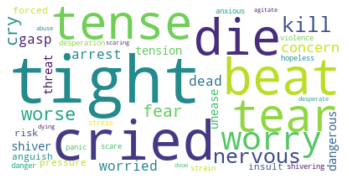 forced
abuse
anxious
agitate
cry
desperation
scaring
tense
die
kill
gasp
tension
violence
concern
threat
arrest
hopeless
tight
dead
beat
worse
fear
unease
tear
desperate
risk
dying
cried
shiver
stress
worry
dangerous
anguish
panic
scare
nervous
danger
pressure
worried
doom
strain
insult
shivering